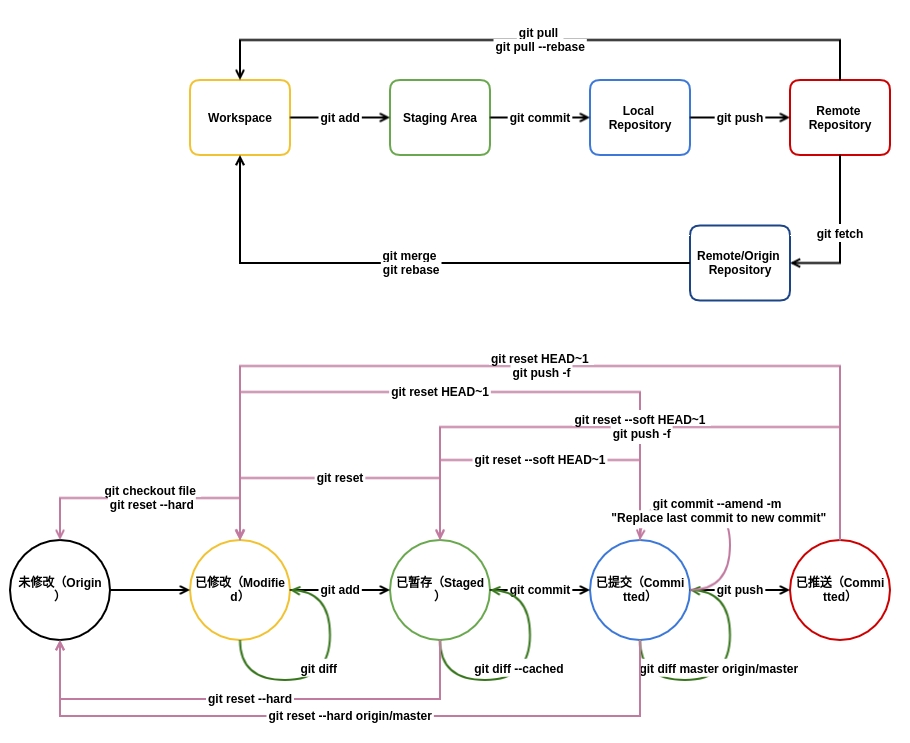 git pull
git pull --rebase
Workspace
git add
Staging Area
git commit
Local
Repository
git push
Remote
Repository
git fetch
Remote/Origin
Repository
git merge
git rebase
git reset HEAD~1
git push -f
git reset HEAD~1
git reset --soft HEAD~1
git push -f
git reset --soft HEAD~1
git reset
git checkout file
git reset --hard
git commit --amend -m
"Replace last commit to new commit"
未修改（Origin
）
已修改（Modifie
d）
git add
已暂存（Staged
）
git commit
已提交（Commi
tted）
git push
已推送（Commi
tted）
git diff
git diff --cached
git diff master origin/master
git reset --hard
git reset --hard origin/master